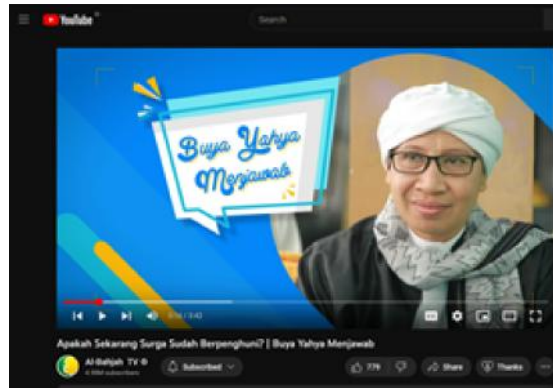 YouTube
Search
Buya Yahya
Menjawab
Apakah Sekarang Surga Sudah Berpenghuni? | Buya Yahya Menjawab
Al-Bahjah TV
Subscribed
779
Share
Thanks